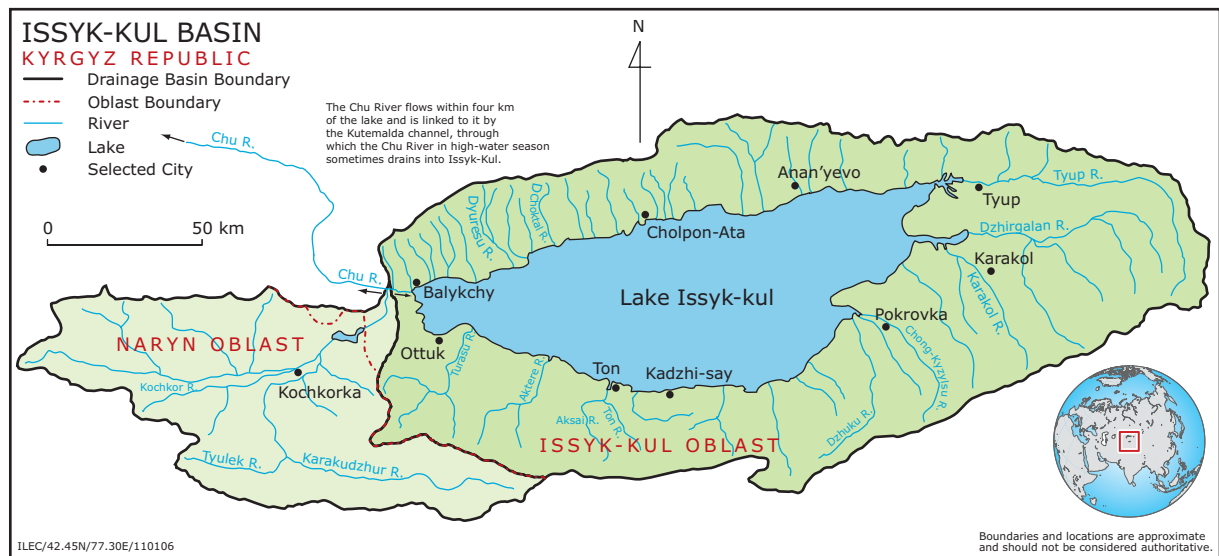 ISSYK-KUL BASIN
KYRGYZ REPUBLIC
Drainage Basin Boundary
Oblast Boundary
River
Lake
Selected City
0 50 km
N
The Chu River flows within four km
of the lake and is linked to it by
the Kutemalda channel, through
which the Chu River in high-water season
sometimes drains into Issyk-Kul.
Chu R.
Chu R.
Dyuresu R.
DChoktal R.
Cholpon-Ata
Anan'yevo
Tyup R.
Tyup
Dzhirgalan R.
Karakol
Karakol R.
Balykchy
Lake Issyk-kul
Pokrovka
Chong-Kyzylsu R.
NARYN OBLAST
Ottuk
Turasu R.
Aktere R.
Ton
Kadzhi-say
Kochkor R.
Kochkorka
Aksai R.
Ton R.
Dzhuku R.
ISSYK-KUL OBLAST
Tyulek R.
Karakudzhur R.
ILEC/42.45N/77.30E/110106
Boundaries and locations are approximate
and should not be considered authoritative.